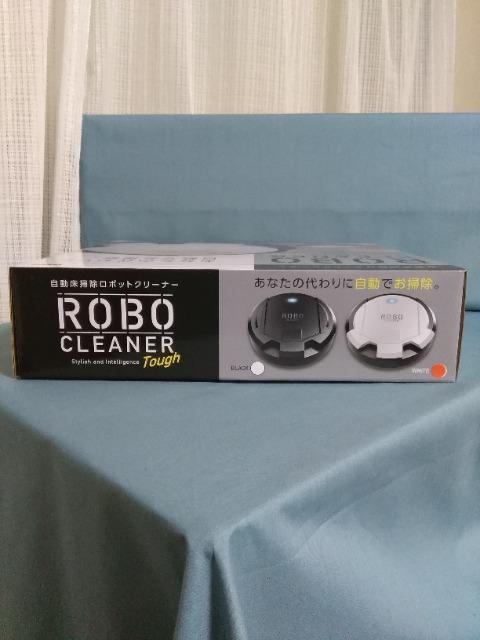 自動床掃除ロボットクリーナー
ROBO
CLEANER
Stylish and Intelligence
Tough
あなたの代わりに自動でお掃除。
ROBO
ROBO
BLACK
WHITE